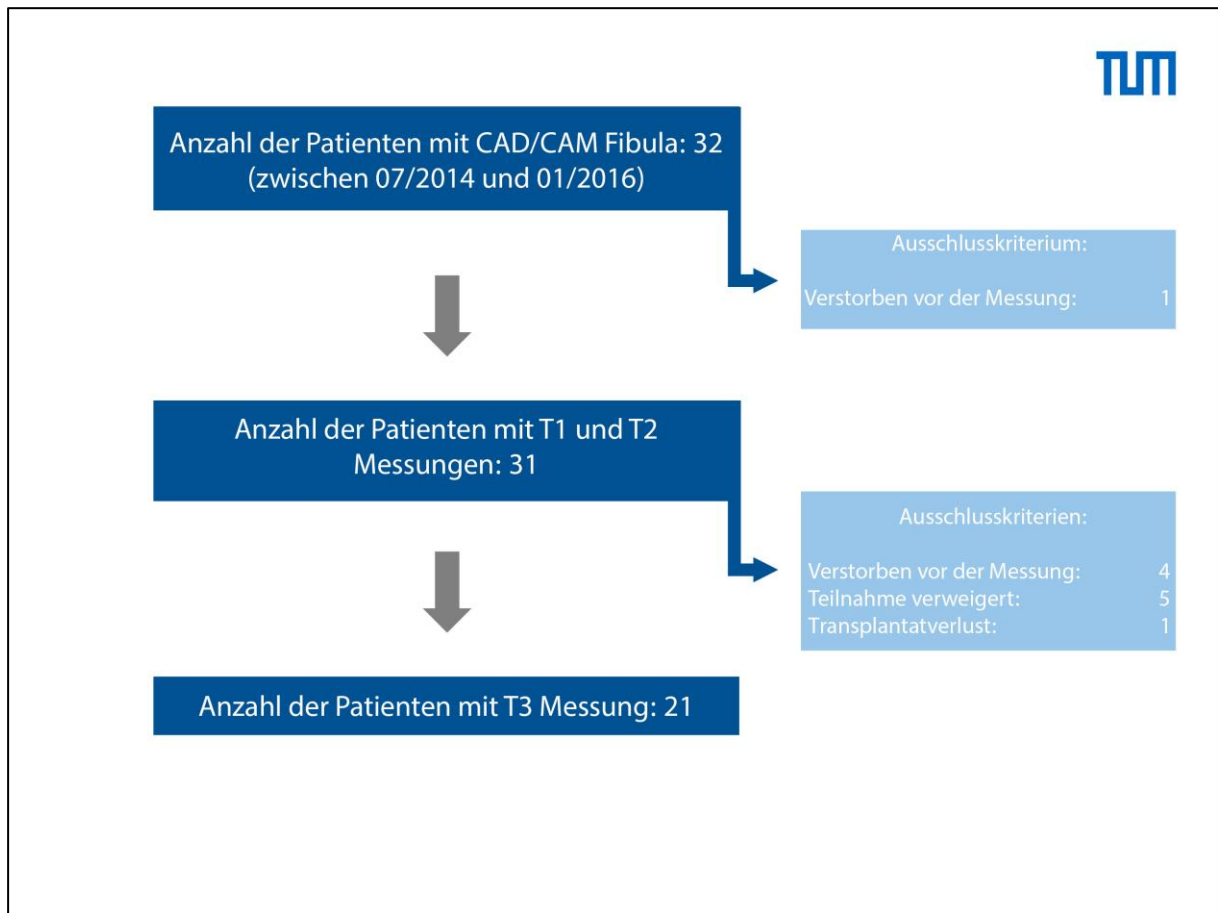 TUM
Anzahl der Patienten mit CAD/CAM Fibula: 32
(zwischen 07/2014 und 01/2016)
Ausschlusskriterium:
Verstorben vor der Messung: 1
Anzahl der Patienten mit T1 und T2
Messungen: 31
Ausschlusskriterien:
Verstorben vor der Messung: 4
Teilnahme verweigert: 5
Transplantatverlust: 1
Anzahl der Patienten mit T3 Messung: 21